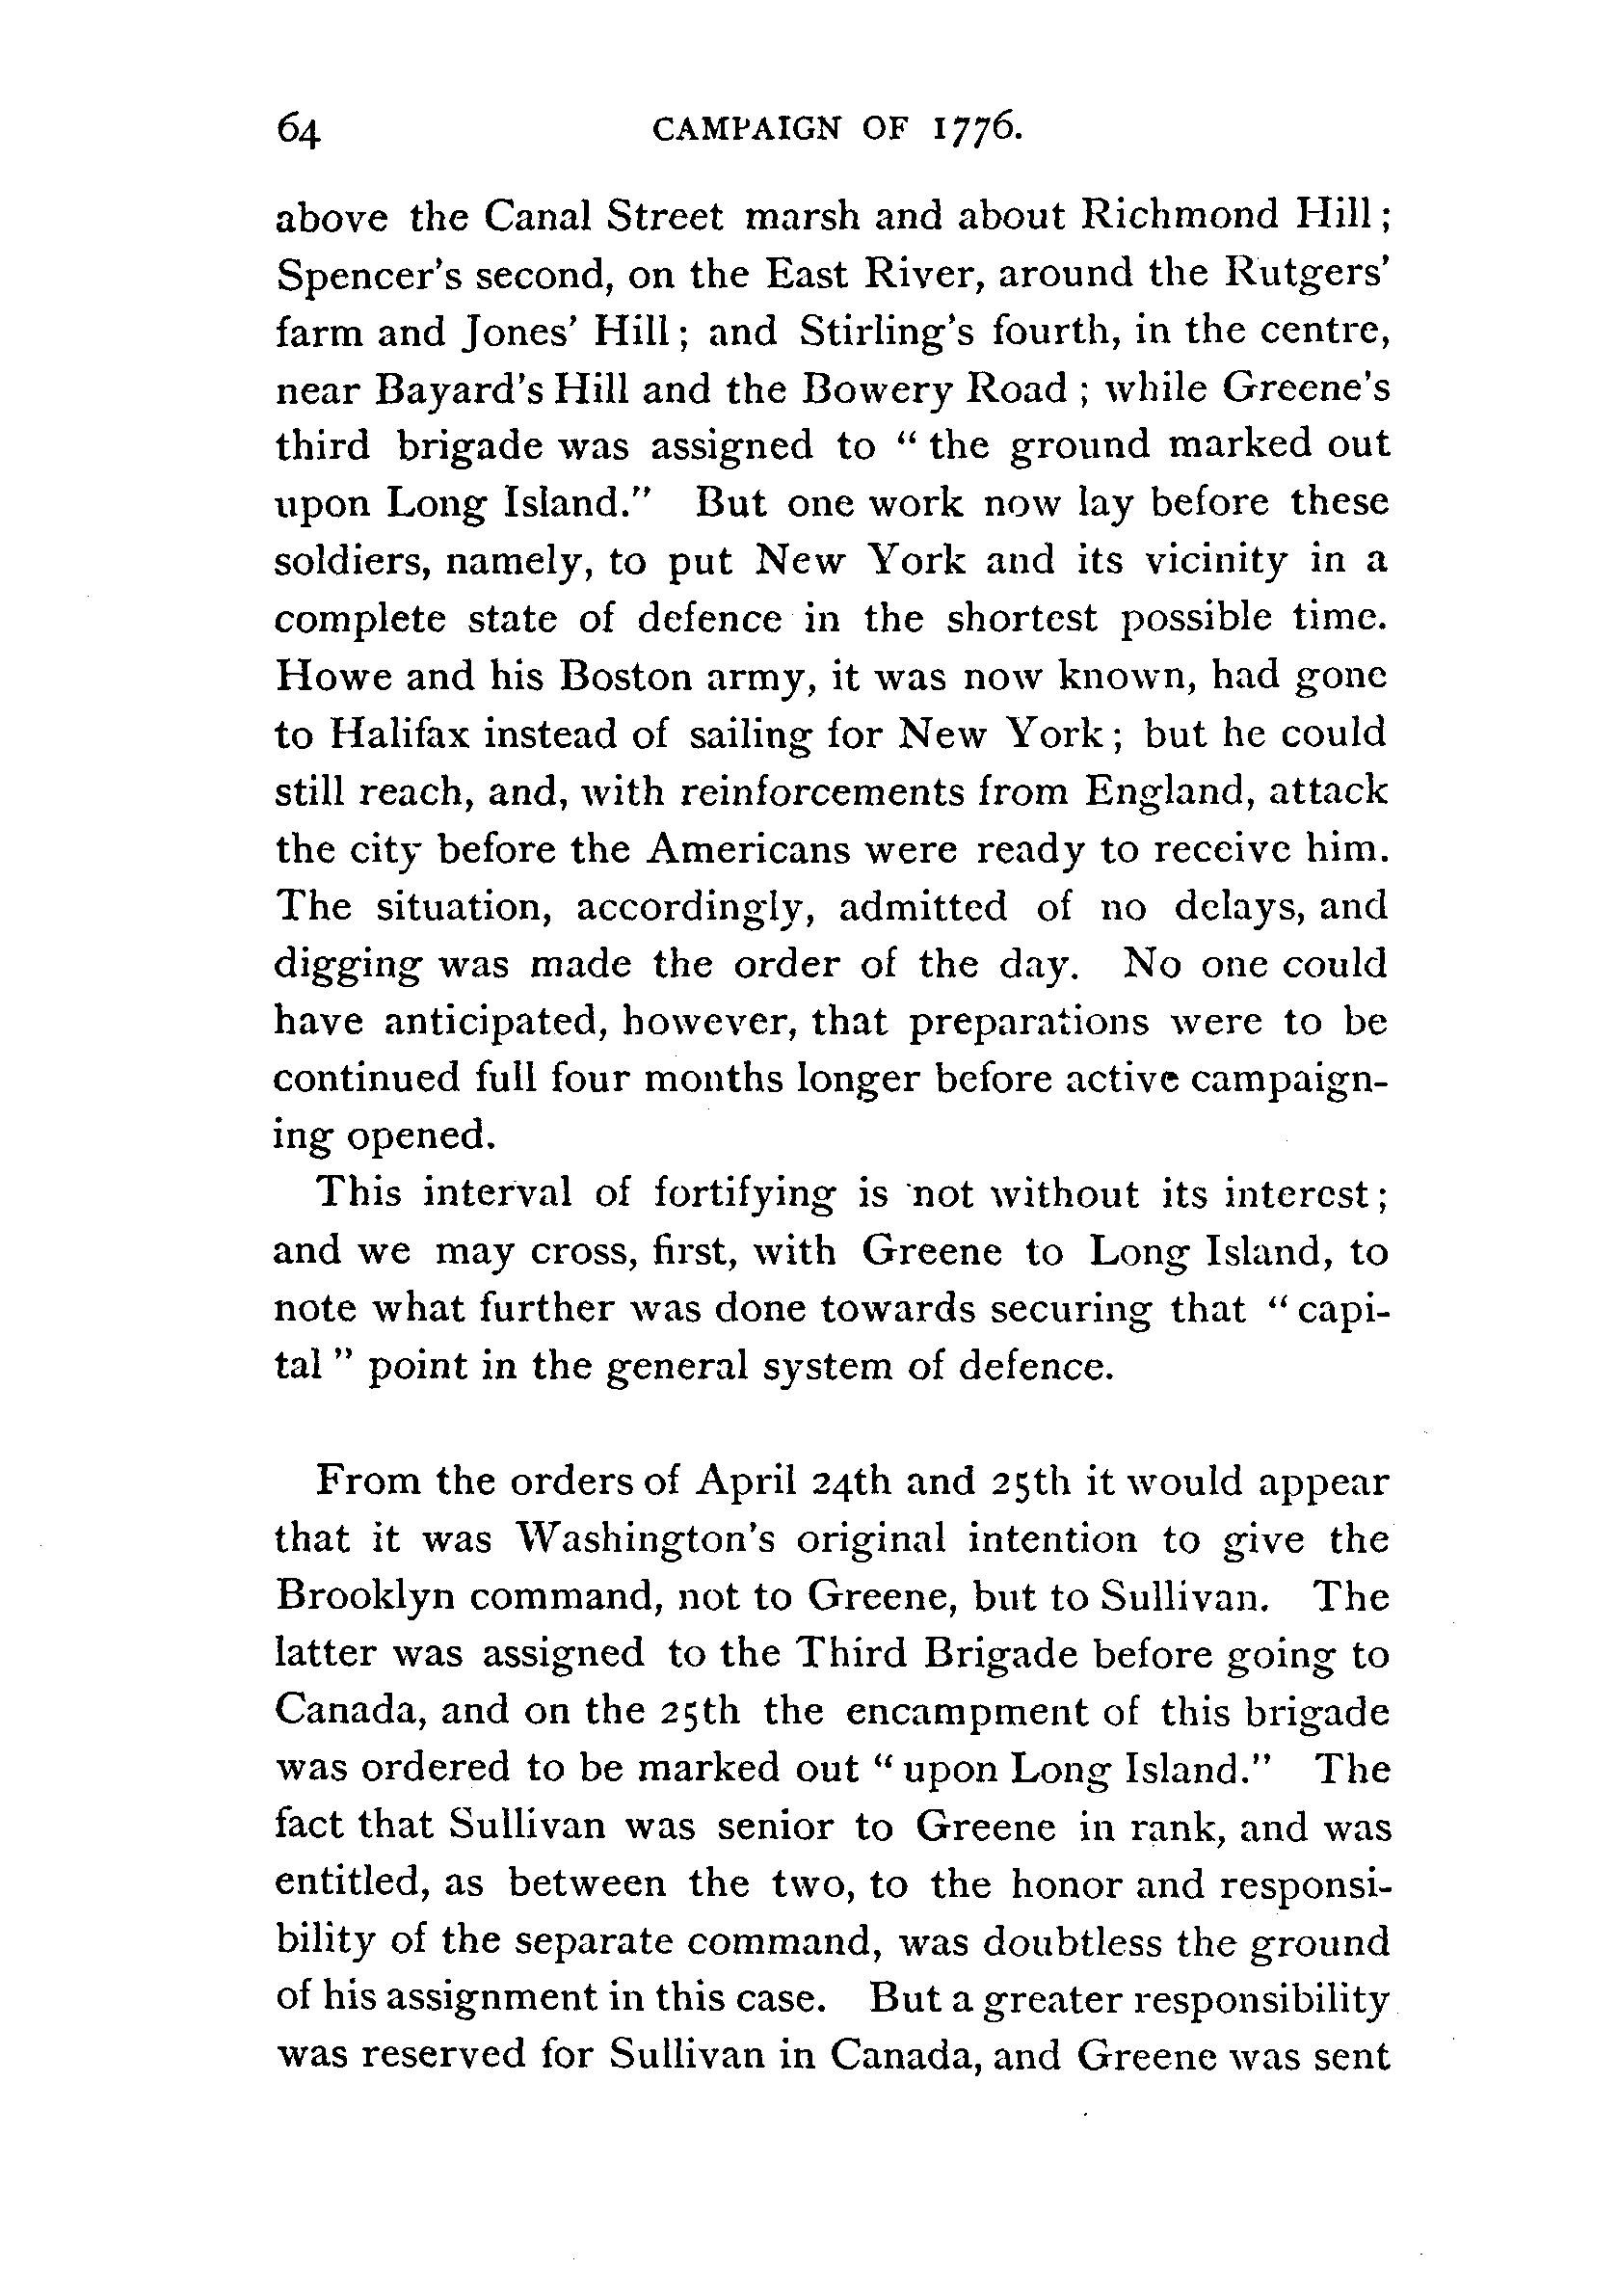 64 CAMPAIGN OF 1776.
above the Canal Street marsh and about Richmond Hill;
Spencer's second, on the East River, around the Rutgers'
farm and Jones' Hill; and Stirling's fourth, in the centre,
near Bayard's Hill and the Bowery Road; while Greene's
third brigade was assigned to "the ground marked out
upon Long Island." But one work now lay before these
soldiers, namely, to put New York and its vicinity in a
complete state of defence in the shortest possible time.
Howe and his Boston army, it was now known, had gone
to Halifax instead of sailing for New York; but he could
still reach, and, with reinforcements from England, attack
the city before the Americans were ready to receive him.
The situation, accordingly, admitted of no delays, and
digging was made the order of the day. No one could
have anticipated, however, that preparations were to be
continued full four months longer before active campaign-
ing opened.
This interval of fortifying is not without its interest;
and we may cross, first, with Greene to Long Island, to
note what further was done towards securing that "capi-
tal" point in the general system of defence.
From the orders of April 24th and 25th it would appear
that it was Washington's original intention to give the
Brooklyn command, not to Greene, but to Sullivan. The
latter was assigned to the Third Brigade before going to
Canada, and on the 25th the encampment of this brigade
was ordered to be marked out "upon Long Island." The
fact that Sullivan was senior to Greene in rank, and was
entitled, as between the two, to the honor and responsi-
bility of the separate command, was doubtless the ground
of his assignment in this case. But a greater responsibility
was reserved for Sullivan in Canada, and Greene was sent